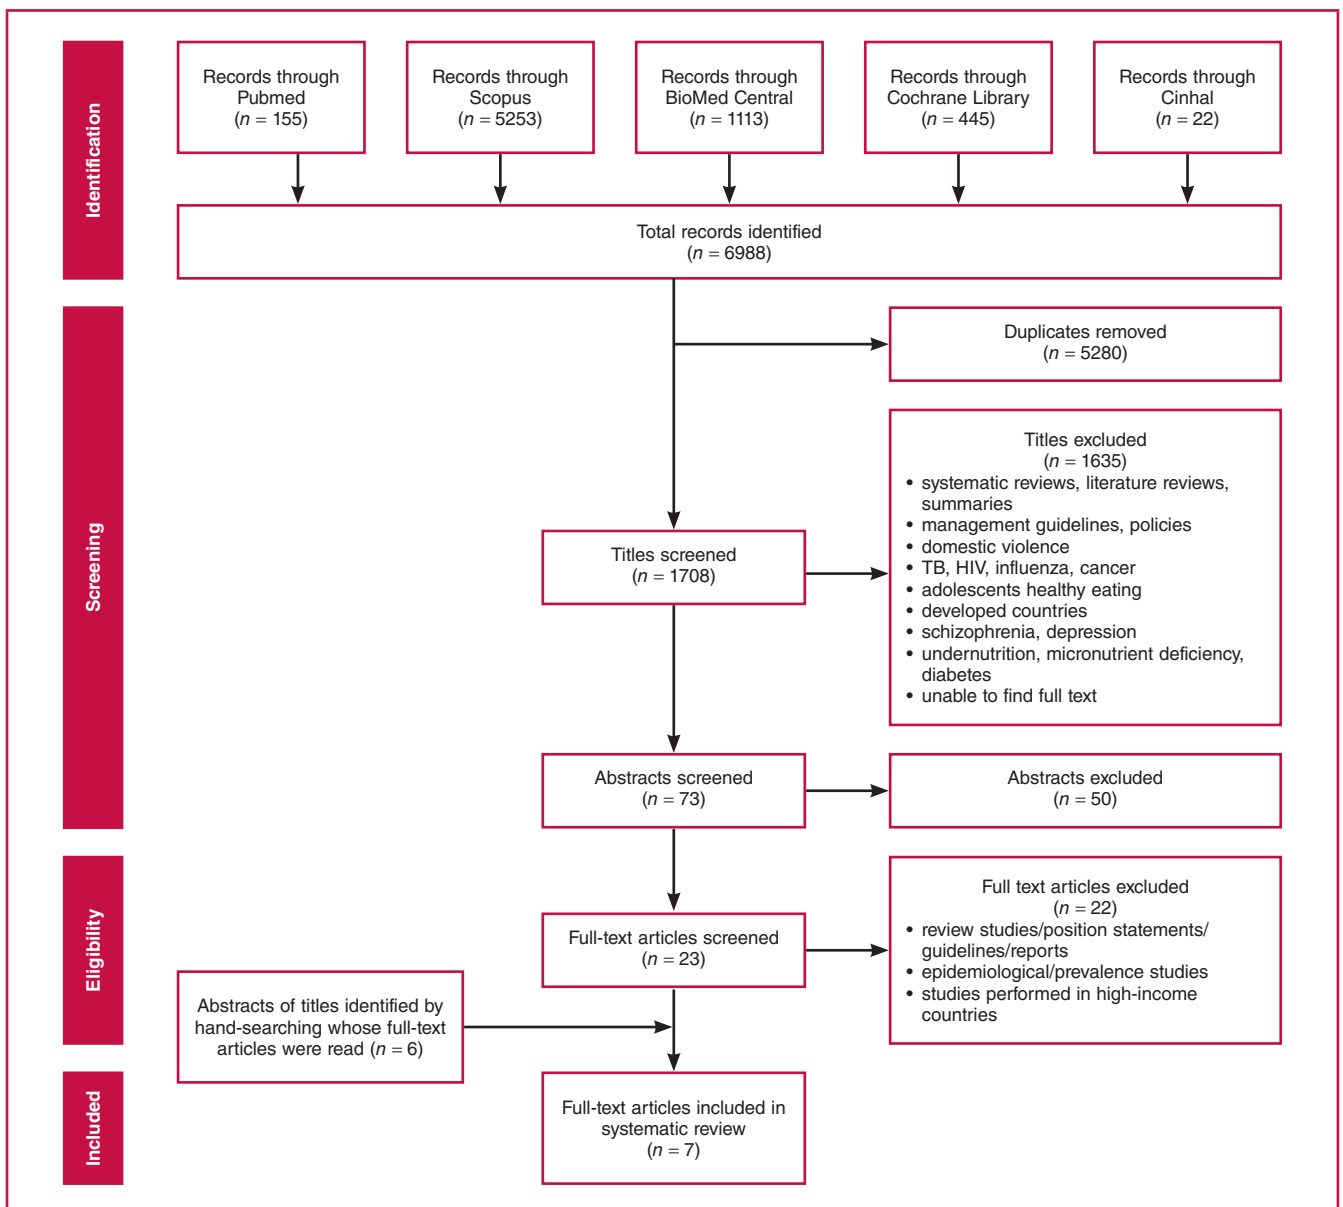 Identification
Records through
Pubmed
(n = 155)
Records through
Scopus
(n = 5253)
Records through
BioMed Central
(n = 1113)
Records through
Cochrane Library
(n = 445)
Records through
Cinhal
(n = 22)
Total records identified
(n = 6988)
Screening
Duplicates removed
(n = 5280)
Titles screened
(n = 1708)
Titles excluded
(n = 1635)
• systematic reviews, literature reviews,
summaries
• management guidelines, policies
• domestic violence
• TB, HIV, influenza, cancer
• adolescents healthy eating
• developed countries
• schizophrenia, depression
• undernutrition, micronutrient deficiency,
diabetes
• unable to find full text
Abstracts screened
(n = 73)
Abstracts excluded
(n = 50)
Eligibility
Full-text articles screened
(n = 23)
Full text articles excluded
(n = 22)
• review studies/position statements/
guidelines/reports
• epidemiological/prevalence studies
• studies performed in high-income
countries
Abstracts of titles identified by
hand-searching whose full-text
articles were read (n = 6)
Included
Full-text articles included in
systematic review
(n = 7)